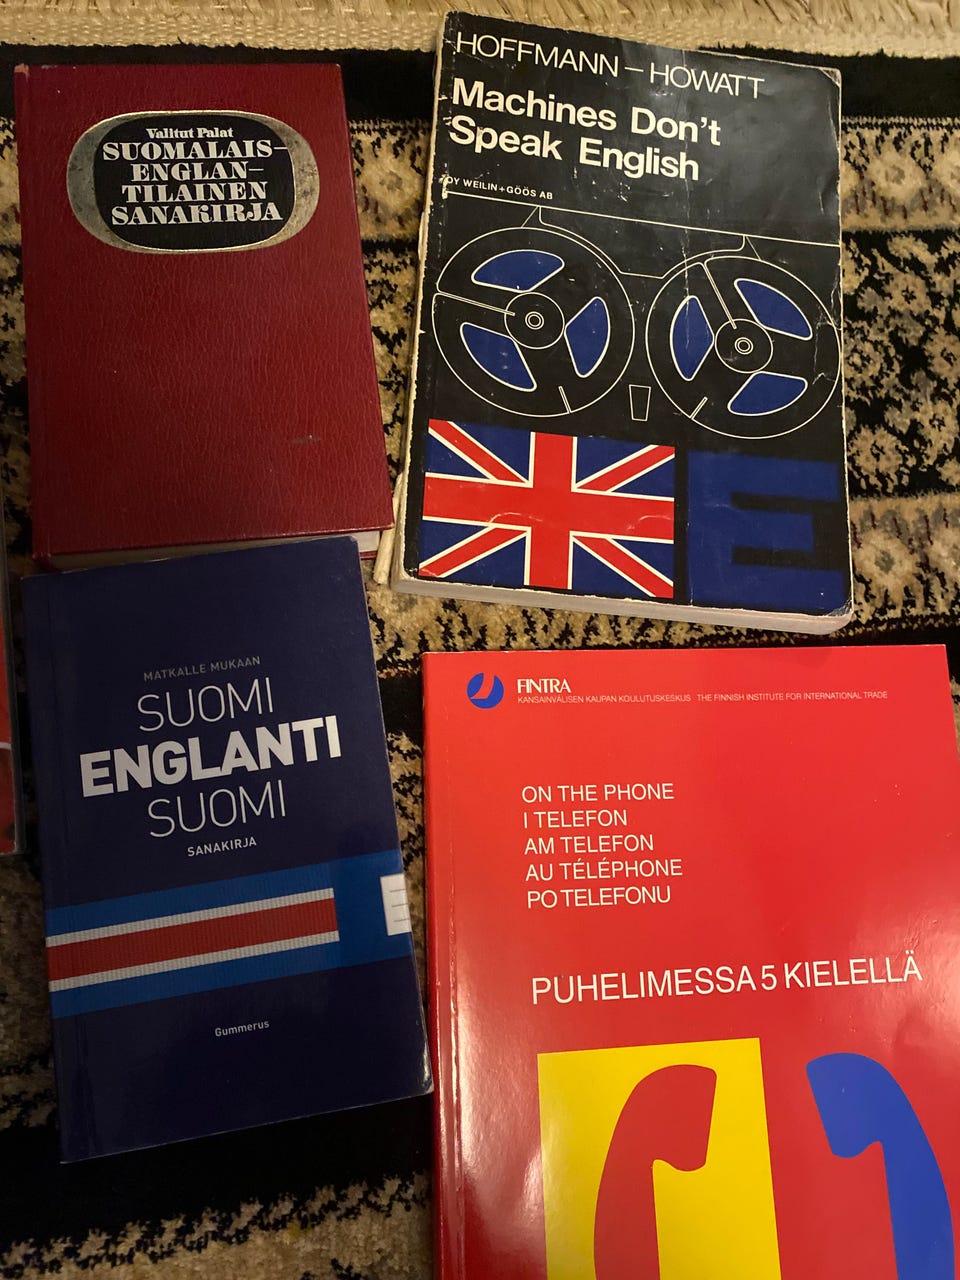 Valitut Palat
SUOMALAIS-
ENGLAN-
TILAINEN
SANAKIRJA
HOFFMANN – HOWATT
Machines Don't
Speak English
OY WEILIN+GÖÖS AB
E
MATKALLE MUKAAN
SUOMI
ENGLANTI
SUOMI
SANAKIRJA
Gummerus
FINTRA
KANSAINVÄLISEN KAUPAN KOULUTUSKESKUS THE FINNISH INSTITUTE FOR INTERNATIONAL TRADE
ON THE PHONE
I TELEFON
AM TELEFON
AU TÉLÉPHONE
PO TELEFONU
PUHELIMESSA 5 KIELELLÄ